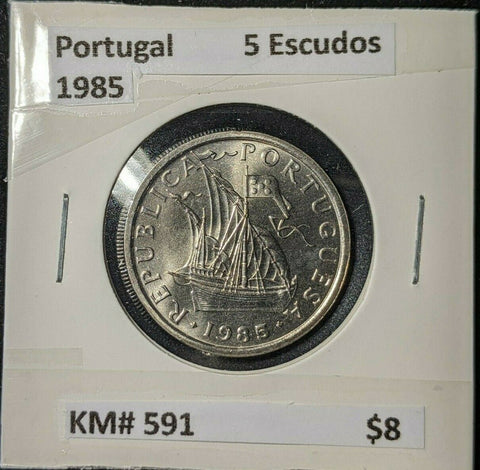 Portugal 5 Escudos
1985
REPUBLICA PORTUGUESA
· 1985 ·
KM# 591 $8